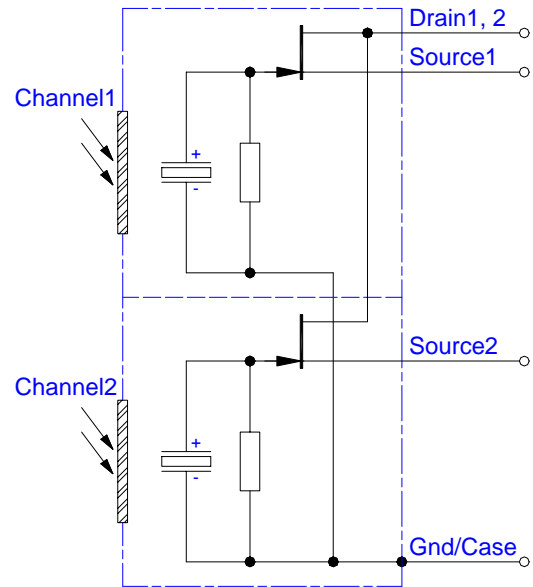 Drain1, 2
Source1
Channel1
+
-
Source2
Channel2
+
-
Gnd/Case